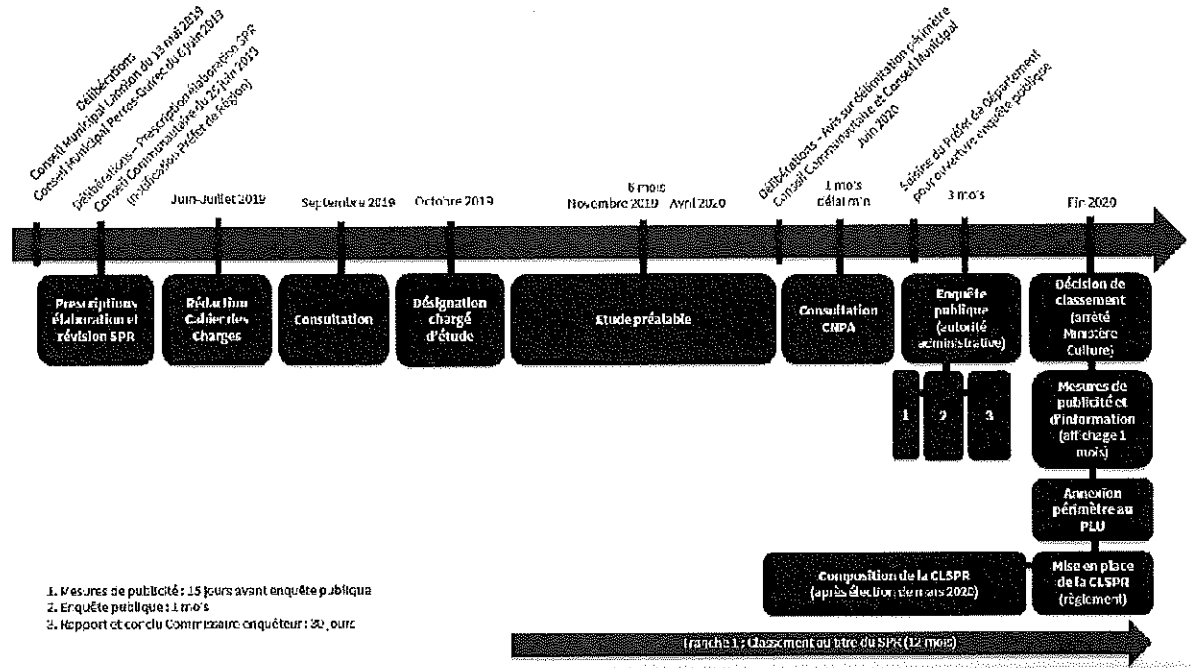 Délibérations
Conseil Municipal Lannion du 13 mai 2019
Conseil Municipal Perros-Guirec du 6 juin 2019
Délibérations – Prescription élaboration SPR
Conseil Communautaire du 25 juin 2019
(notification Préfet de Région)
Juin-Juillet 2019
Septembre 2019
Octobre 2019
6 mois
Novembre 2019 Avril 2020
Délibérations – Avis sur délimitation périmètre
Conseil Communautaire et Conseil Municipal
Juin 2020
1 mois
délai min
Saisine du Préfet de Département
pour ouverture enquête publique
3 mois
Fin 2020
Prescriptions
élaboration et
révision SPR
Rédaction
Cahier des
Charges
Consultation
Désignation
chargé
d'étude
Etude préalable
Consultation
CNPA
Enquête
publique
(autorité
administrative)
Décision de
classement
(arrêté
Ministère
Culture)
1
2
3
Mesures de
publicité et
d'information
(affichage 1
mois)
Annexion
périmètre au
PLU
Composition de la CLSPR
(après élection de mars 2020)
Mise en place
de la CLSPR
(règlement)
1. Mesures de publicité : 15 jours avant enquête publique
2. Enquête publique : 1 mois
3. Rapport et conclu Commissaire enquêteur : 30 jours
Tranche 1 : Classement au titre du SPR (12 mois)